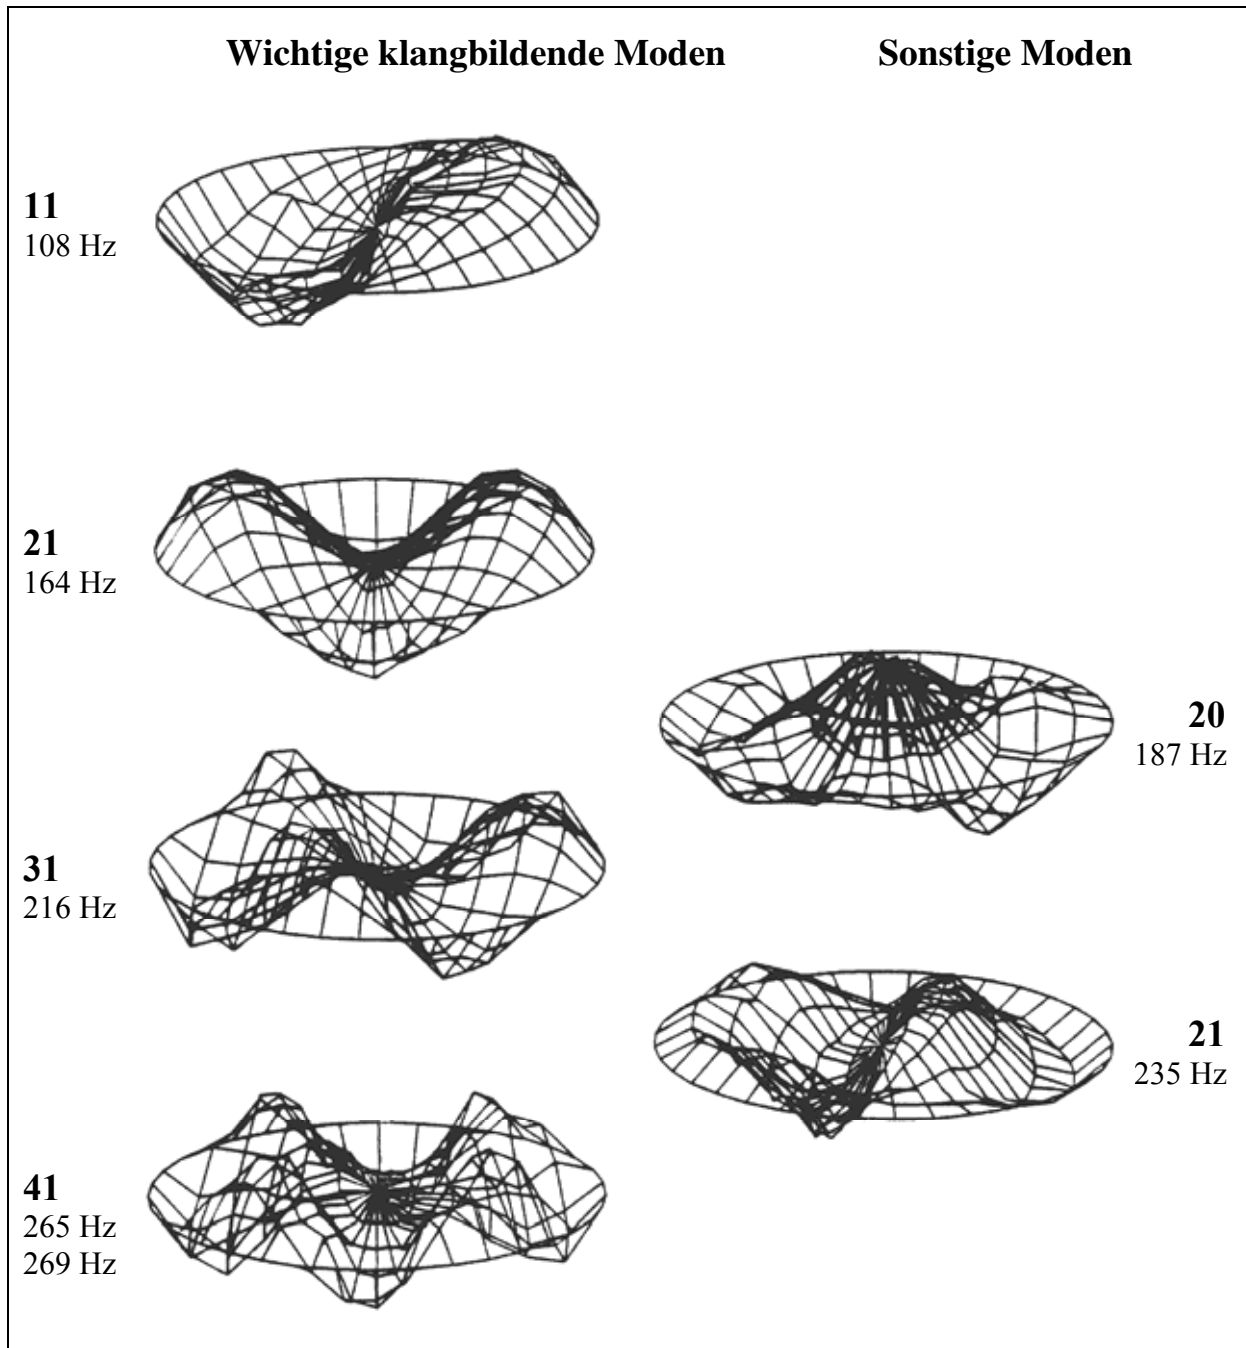 Wichtige klangbildende Moden
Sonstige Moden
11
108 Hz
21
164 Hz
20
187 Hz
31
216 Hz
21
235 Hz
41
265 Hz
269 Hz